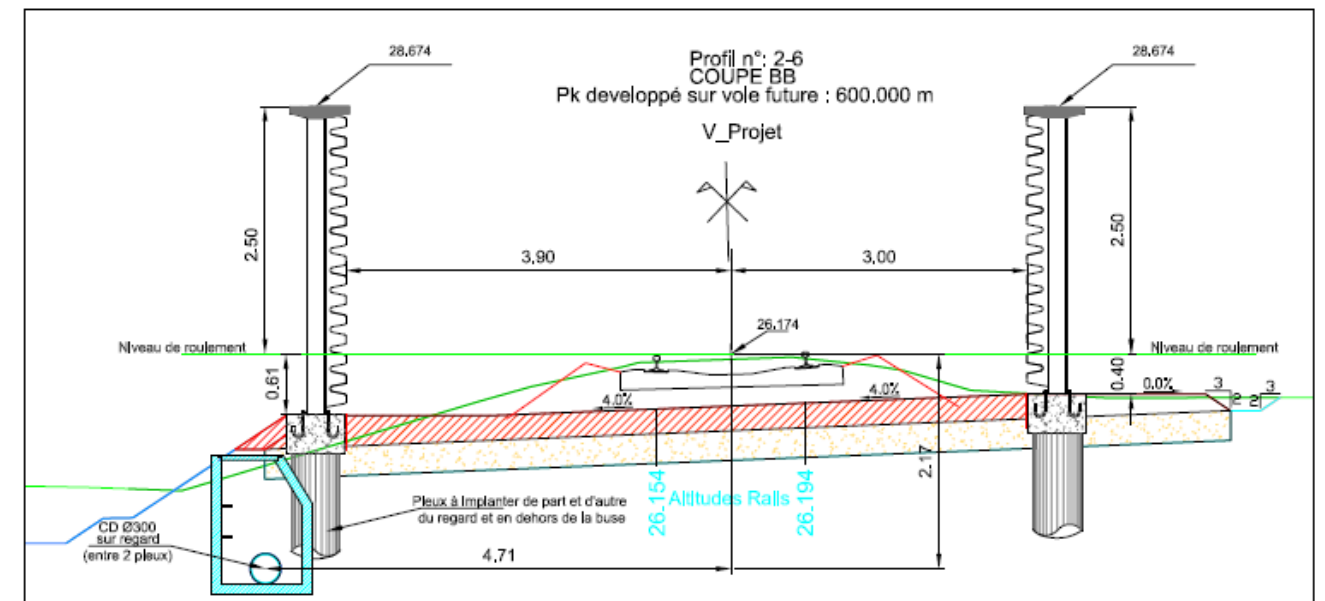 28.674
Profil n°: 2-6
COUPE BB
Pk developpé sur voie future : 600.000 m
28.674
V_Projet
2.50
3.90
3.00
2.50
Niveau de roulement
26.174
Niveau de roulement
0.61
4.0%
4.0%
0.40
0.0%
3
2
2
3
2.17
26.154
Altitudes Rails
26.194
Pieux à implanter de part et d'autre
du regard et en dehors de la buse
CD Ø300
sur regard
(entre 2 pieux)
4.71